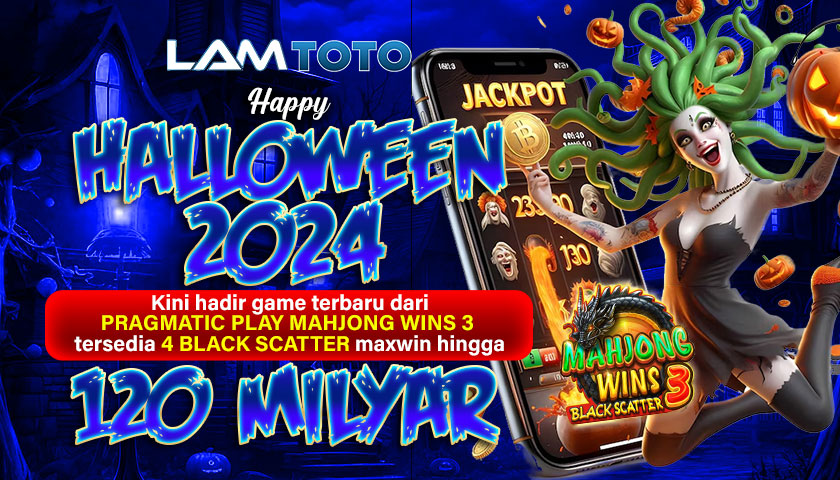 LAMTOTO
Happy
HALLOWEEN
2024
Kini hadir game terbaru dari
PRAGMATIC PLAY MAHJONG WINS 3
tersedia 4 BLACK SCATTER maxwin hingga
120 MILYAR
JACKPOT
130
MAHJONG
WINS 3
BLACK SCATTER